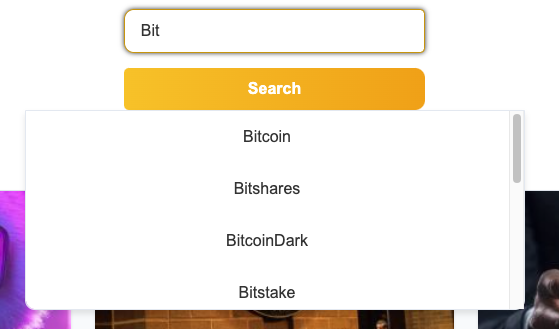 Bit
Search
Bitcoin
Bitshares
BitcoinDark
Bitstake